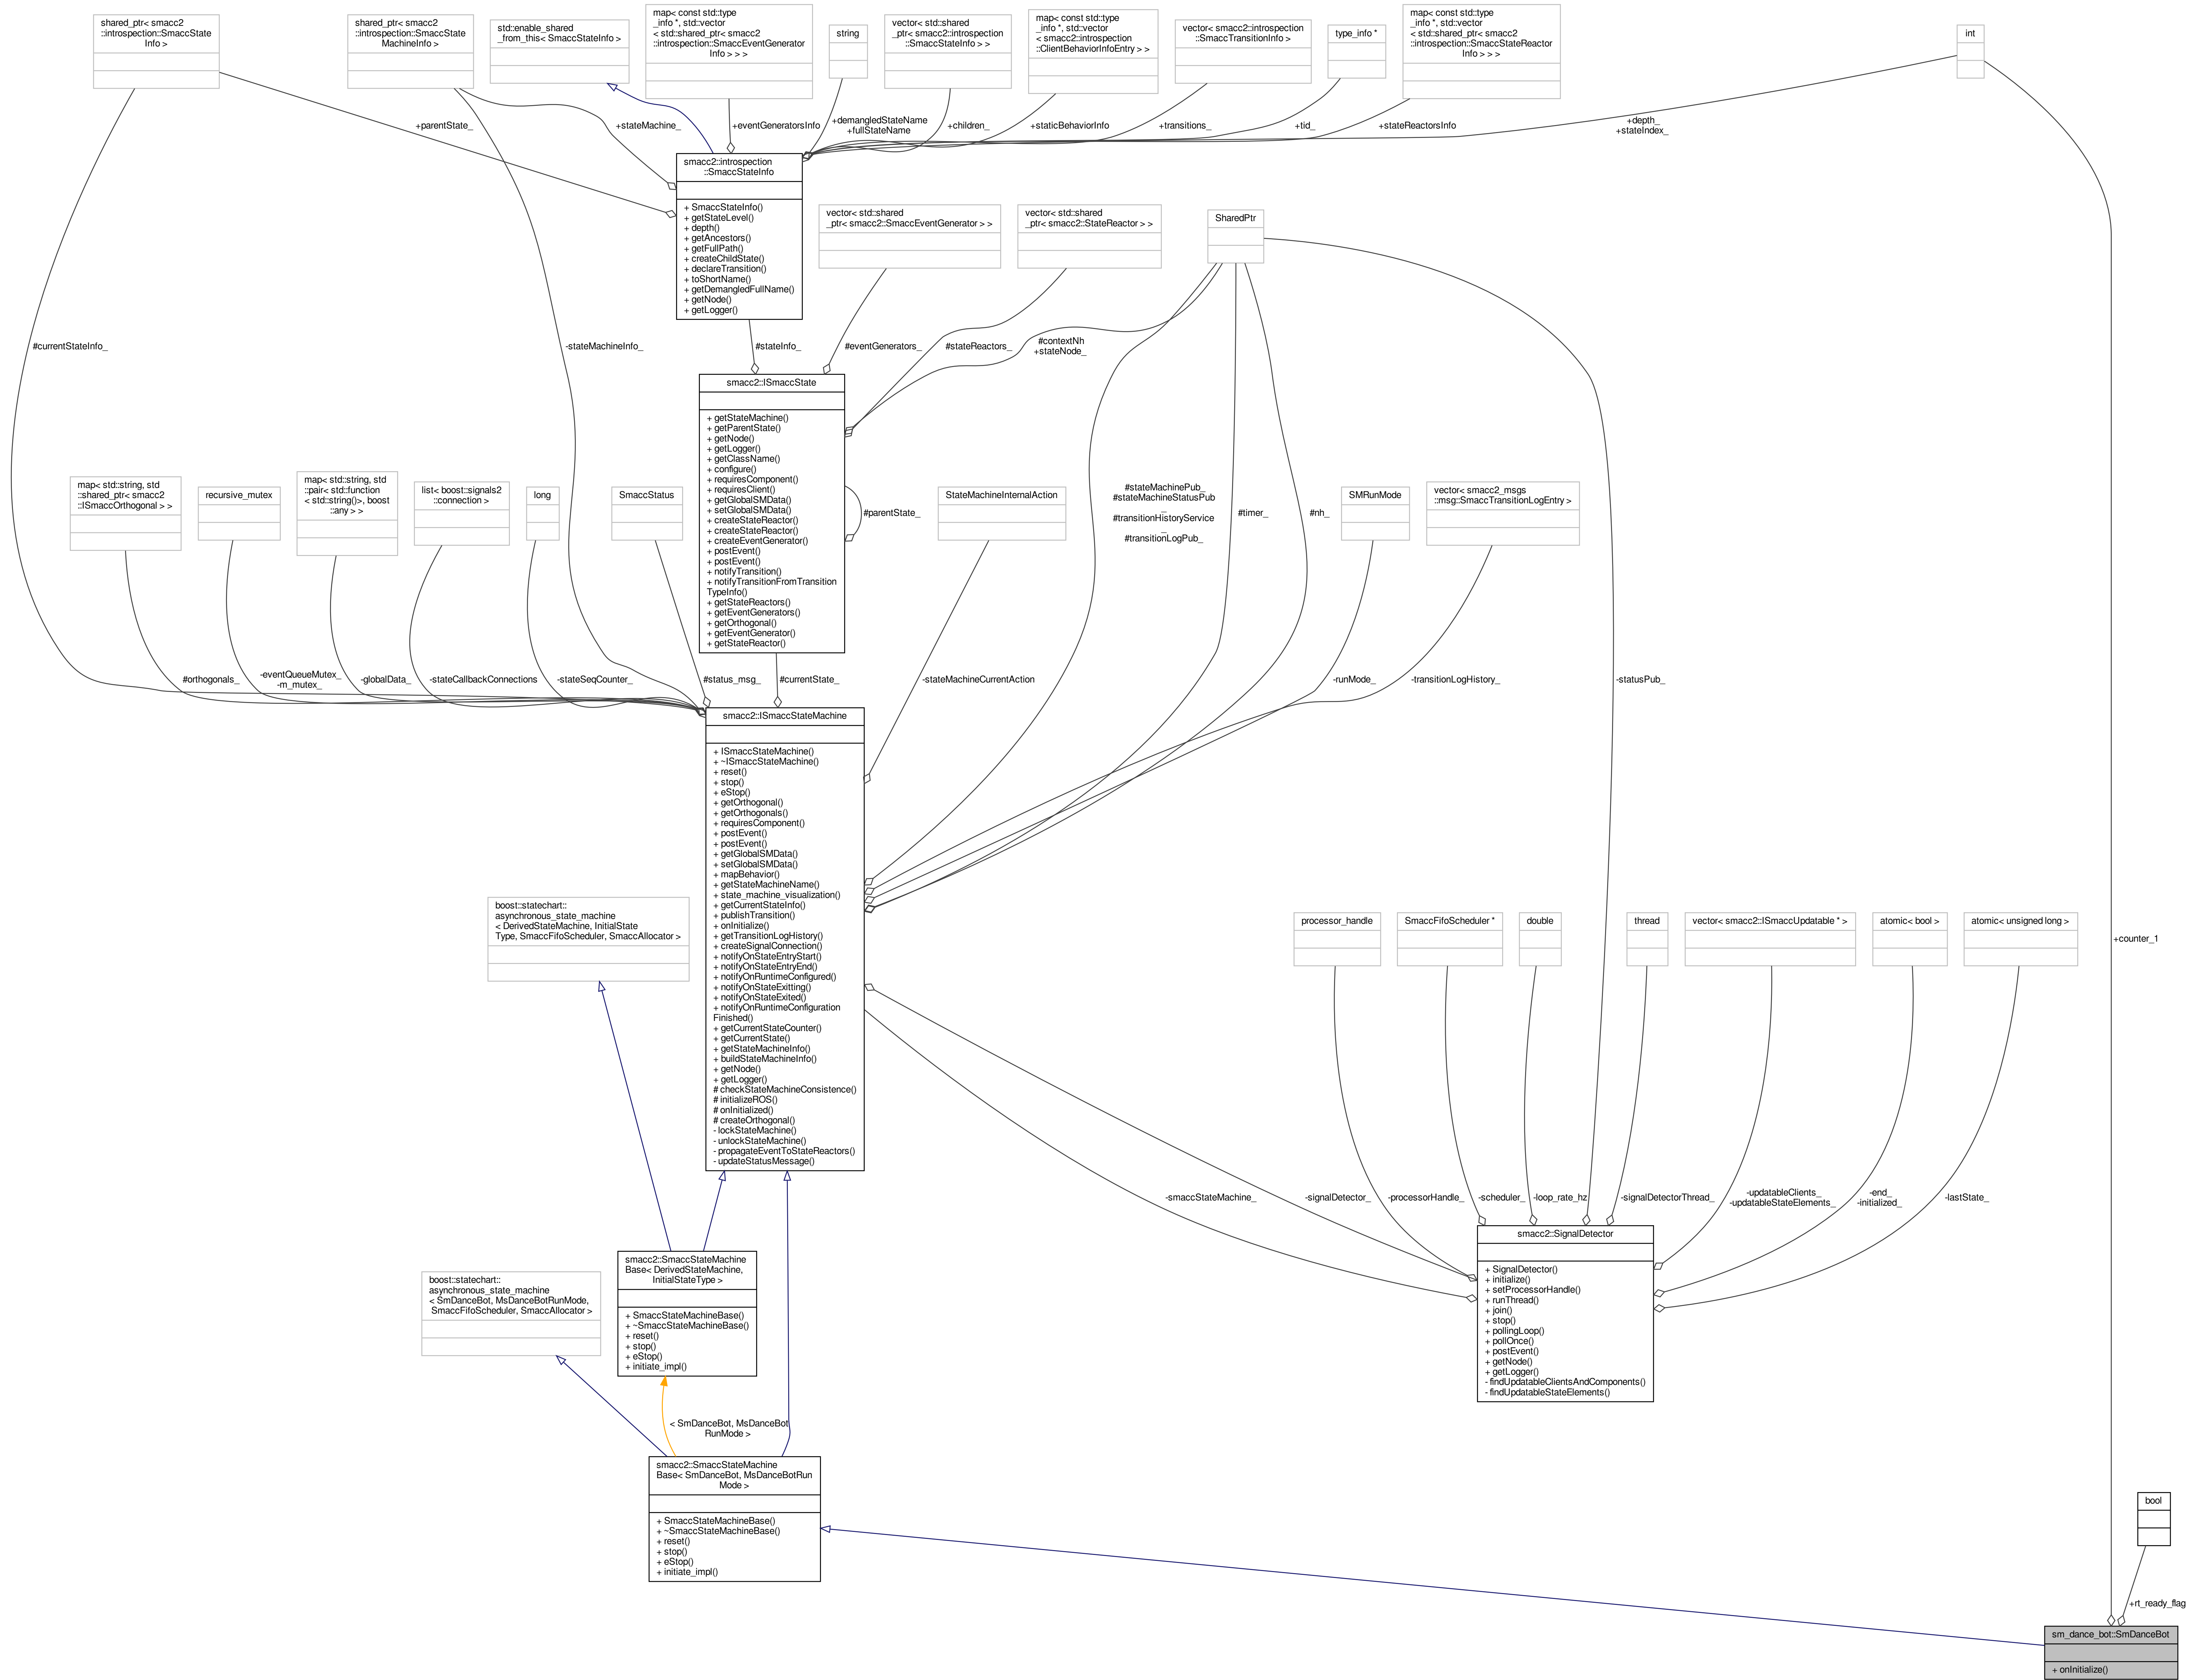 shared_ptr< smacc2
::introspection::SmaccState
Info >
shared_ptr< smacc2
::introspection::SmaccState
MachineInfo >
std::enable_shared
_from_this< SmaccStateInfo >
map< const std::type
_info *, std::vector
< std::shared_ptr< smacc2
::introspection::SmaccEventGenerator
Info > > >
string
vector< std::shared
_ptr< smacc2::introspection
::SmaccStateInfo > >
map< const std::type
_info *, std::vector
< smacc2::introspection
::ClientBehaviorInfoEntry > >
vector< smacc2::introspection
::SmaccTransitionInfo >
type_info *
map< const std::type
_info *, std::vector
< std::shared_ptr< smacc2
::introspection::SmaccStateReactor
Info > > >
int
+parentState_
+stateMachine_
+eventGeneratorsInfo
+demangledStateName
+fullStateName
+children_
+staticBehaviorInfo
+transitions_
+tid_
+stateReactorsInfo
+depth_
+stateIndex_
smacc2::introspection
::SmaccStateInfo
+ SmaccStateInfo()
+ getStateLevel()
+ depth()
+ getAncestors()
+ getFullPath()
+ createChildState()
+ declareTransition()
+ toShortName()
+ getDemangledFullName()
+ getNode()
+ getLogger()
vector< std::shared
_ptr< smacc2::SmaccEventGenerator > >
vector< std::shared
_ptr< smacc2::StateReactor > >
SharedPtr
#currentStateInfo_
-stateMachineInfo_
#stateInfo_
#eventGenerators_
#stateReactors_
#contextNh
+stateNode_
smacc2::ISmaccState
+ getStateMachine()
+ getParentState()
+ getNode()
+ getLogger()
+ getClassName()
+ configure()
+ requiresComponent()
+ requiresClient()
+ getGlobalSMData()
+ setGlobalSMData()
+ createStateReactor()
+ createStateReactor()
+ createEventGenerator()
+ postEvent()
+ postEvent()
+ notifyTransition()
+ notifyTransitionFromTransition
TypeInfo()
+ getStateReactors()
+ getEventGenerators()
+ getOrthogonal()
+ getEventGenerator()
+ getStateReactor()
#parentState_
map< std::string, std
::shared_ptr< smacc2
::ISmaccOrthogonal > >
recursive_mutex
map< std::string, std
::pair< std::function
< std::string()>, boost
::any > >
list< boost::signals2
::connection >
long
SmaccStatus
StateMachineInternalAction
#stateMachinePub_
#stateMachineStatusPub
_
#transitionHistoryService
_
#transitionLogPub_
#timer_
#nh_
SMRunMode
vector< smacc2_msgs
::msg::SmaccTransitionLogEntry >
#orthogonals_
-eventQueueMutex_
-m_mutex_
-globalData_
-stateCallbackConnections
-stateSeqCounter_
#status_msg_
#currentState_
-stateMachineCurrentAction
-runMode_
-transitionLogHistory_
-statusPub_
smacc2::ISmaccStateMachine
+ ISmaccStateMachine()
+ ~ISmaccStateMachine()
+ reset()
+ stop()
+ eStop()
+ getOrthogonal()
+ getOrthogonals()
+ requiresComponent()
+ postEvent()
+ postEvent()
+ getGlobalSMData()
+ setGlobalSMData()
+ mapBehavior()
+ getStateMachineName()
+ state_machine_visualization()
+ getCurrentStateInfo()
+ publishTransition()
+ onInitialize()
+ getTransitionLogHistory()
+ createSignalConnection()
+ notifyOnStateEntryStart()
+ notifyOnStateEntryEnd()
+ notifyOnRuntimeConfigured()
+ notifyOnStateExitting()
+ notifyOnStateExited()
+ notifyOnRuntimeConfiguration
Finished()
+ getCurrentStateCounter()
+ getCurrentState()
+ getStateMachineInfo()
+ buildStateMachineInfo()
+ getNode()
+ getLogger()
# checkStateMachineConsistence()
# initializeROS()
# onInitialized()
# createOrthogonal()
- lockStateMachine()
- unlockStateMachine()
- propagateEventToStateReactors()
- updateStatusMessage()
boost::statechart::
asynchronous_state_machine
< DerivedStateMachine, InitialState
Type, SmaccFifoScheduler, SmaccAllocator >
processor_handle
SmaccFifoScheduler *
double
thread
vector< smacc2::ISmaccUpdatable * >
atomic< bool >
atomic< unsigned long >
+counter_1
-smaccStateMachine_
-signalDetector_
-processorHandle_
-scheduler_
-loop_rate_hz
-signalDetectorThread_
-updatableClients_
-updatableStateElements_
-end_
-initialized_
-lastState_
smacc2::SignalDetector
+ SignalDetector()
+ initialize()
+ setProcessorHandle()
+ runThread()
+ join()
+ stop()
+ pollingLoop()
+ pollOnce()
+ postEvent()
+ getNode()
+ getLogger()
- findUpdatableClientsAndComponents()
- findUpdatableStateElements()
smacc2::SmaccStateMachine
Base< DerivedStateMachine,
InitialStateType >
+ SmaccStateMachineBase()
+ ~SmaccStateMachineBase()
+ reset()
+ stop()
+ eStop()
+ initiate_impl()
boost::statechart::
asynchronous_state_machine
< SmDanceBot, MsDanceBotRunMode,
SmaccFifoScheduler, SmaccAllocator >
< SmDanceBot, MsDanceBot
RunMode >
smacc2::SmaccStateMachine
Base< SmDanceBot, MsDanceBotRun
Mode >
+ SmaccStateMachineBase()
+ ~SmaccStateMachineBase()
+ reset()
+ stop()
+ eStop()
+ initiate_impl()
bool
+rt_ready_flag
sm_dance_bot::SmDanceBot
+ onInitialize()